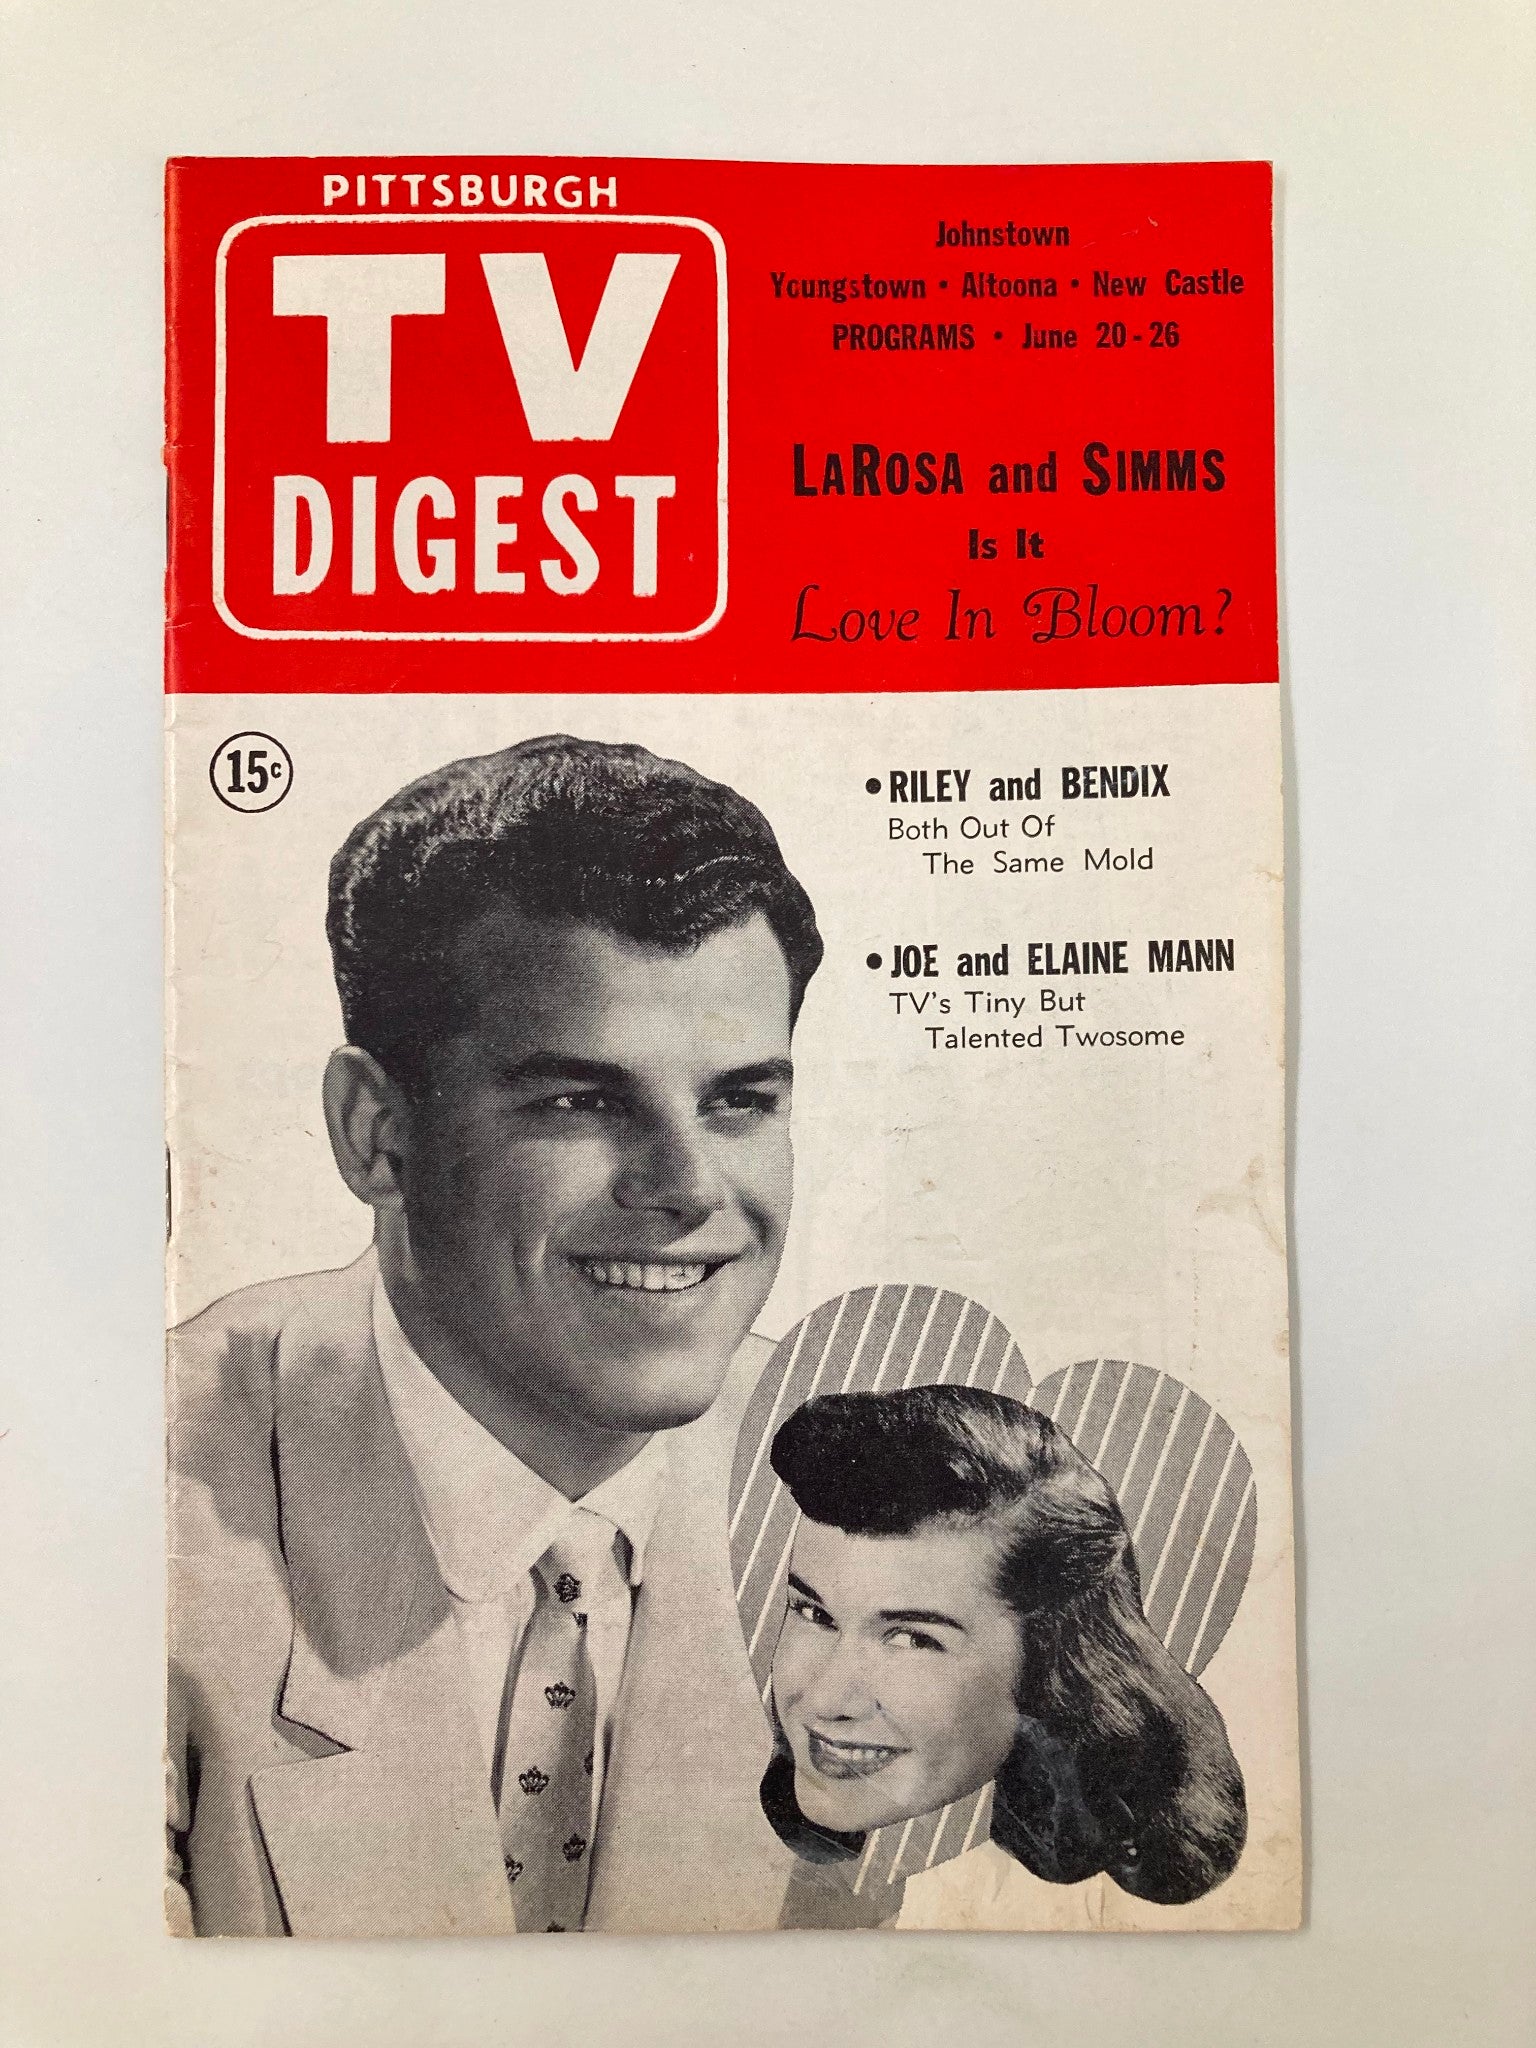 PITTSBURGH
TV
DIGEST
Johnstown
Youngstown • Altoona • New Castle
PROGRAMS • June 20-26
LAROSA and SIMMS
Is It
Love In Bloom?
15c
• RILEY and BENDIX
Both Out Of
The Same Mold
• JOE and ELAINE MANN
TV's Tiny But
Talented Twosome